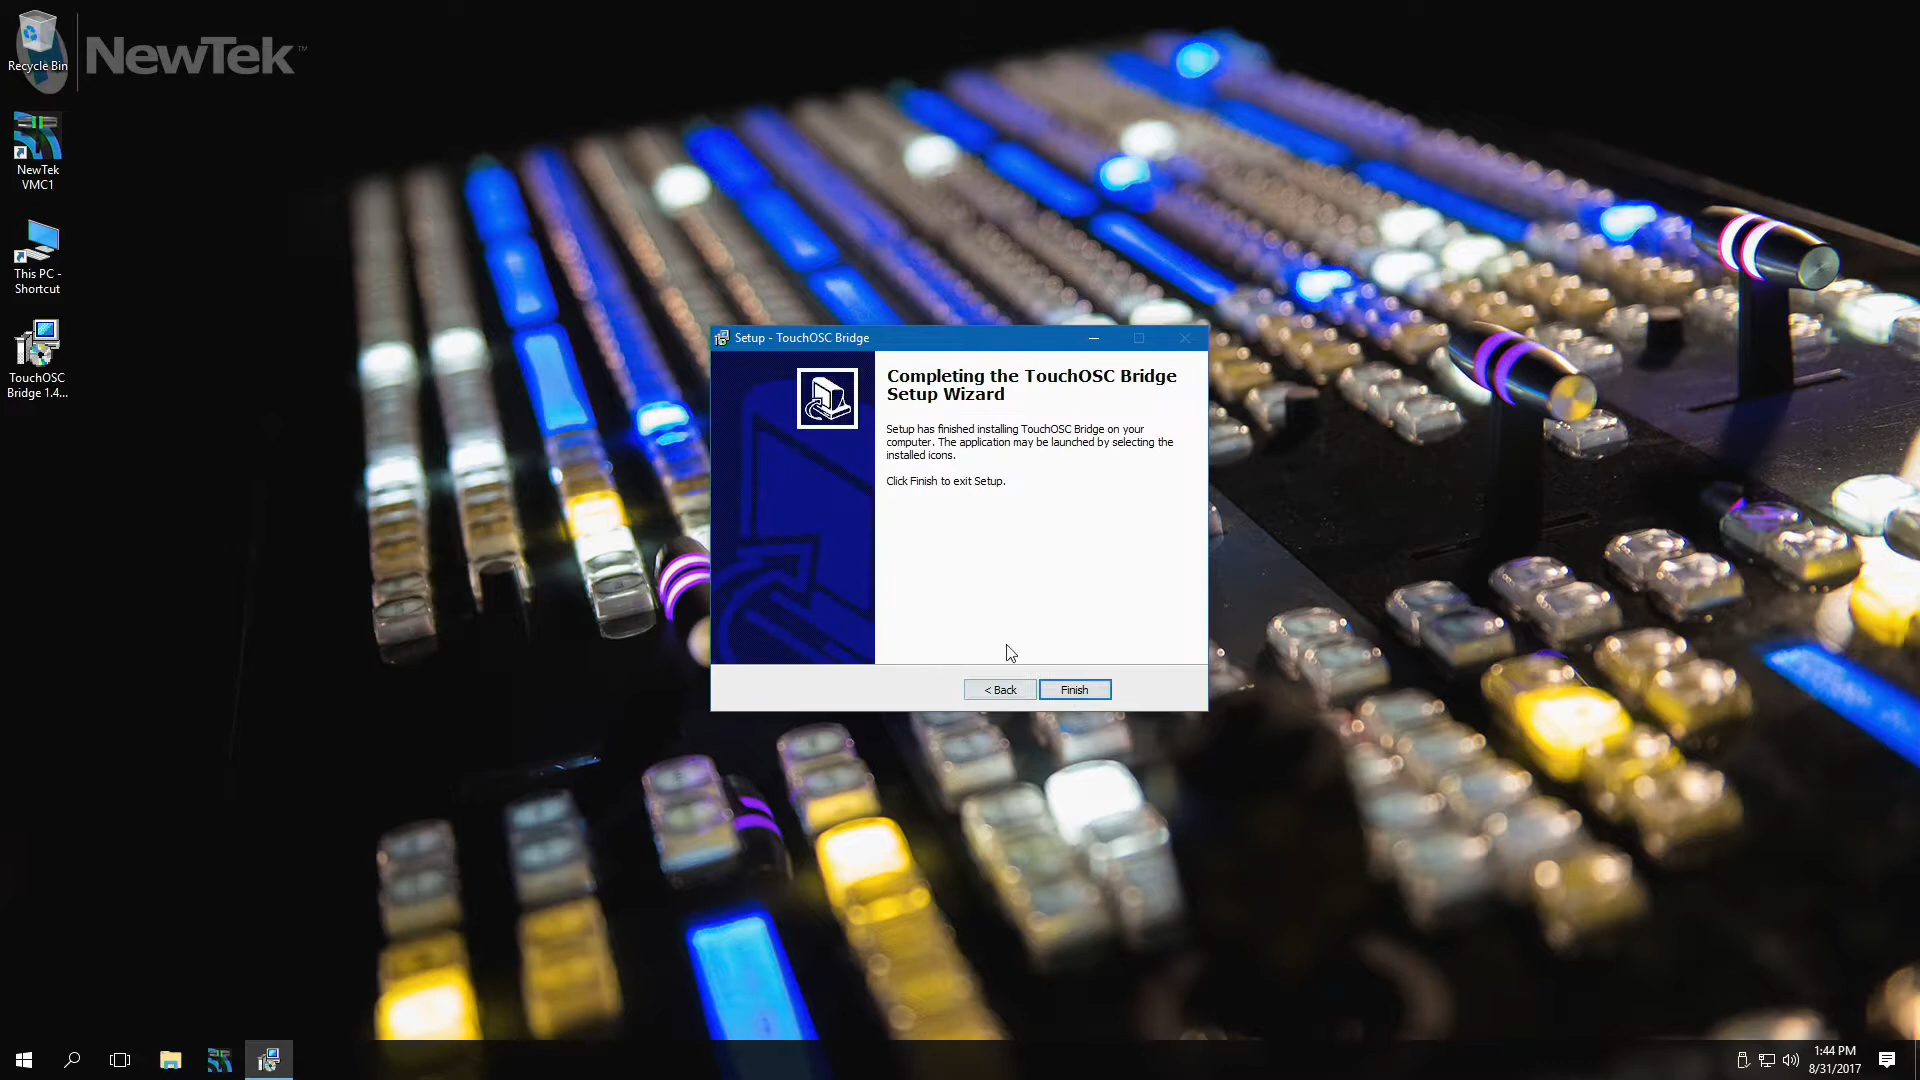 NewTek™
Recycle Bin
NewTek
VMC1
This PC -
Shortcut
TouchOSC
Bridge 1.4...
Setup - TouchOSC Bridge
Completing the TouchOSC Bridge
Setup Wizard
Setup has finished installing TouchOSC Bridge on your
computer. The application may be launched by selecting the
installed icons.
Click Finish to exit Setup.
< Back
Finish
1:44 PM
8/31/2017